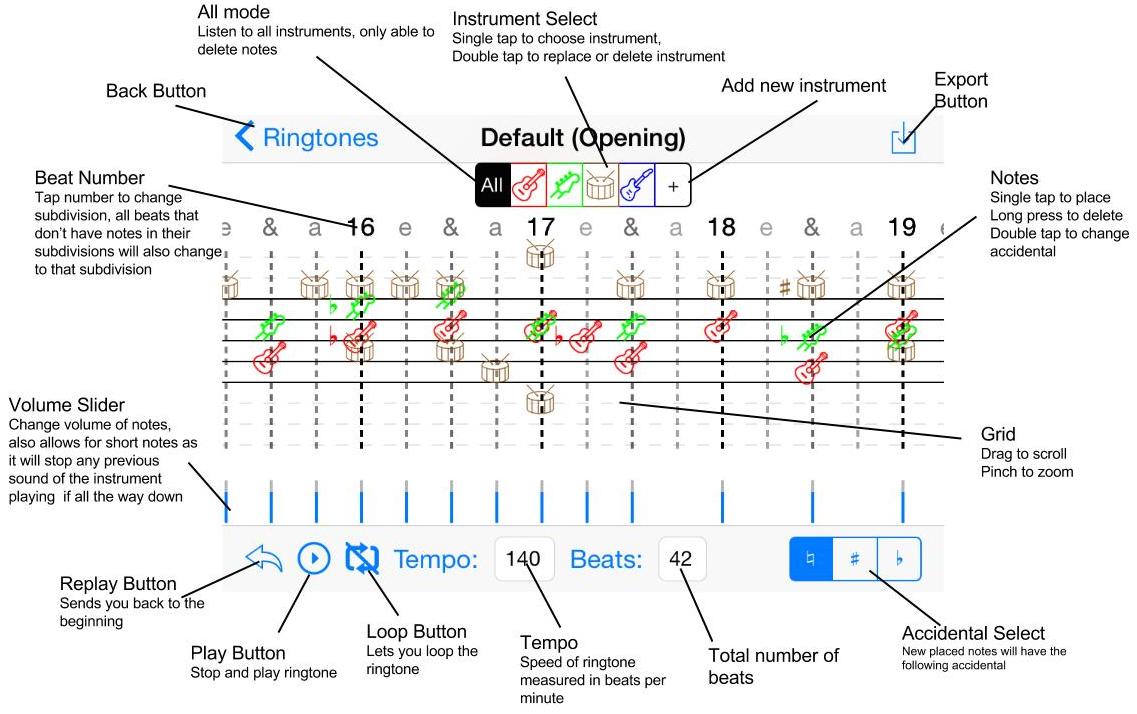 All mode
Listen to all instruments, only able to
delete notes
Instrument Select
Single tap to choose instrument,
Double tap to replace or delete instrument
Back Button
Add new instrument
Export
Button
Ringtones
Default (Opening)
All
+
Beat Number
Tap number to change
subdivision, all beats that
don't have notes in their
subdivisions will also change
to that subdivision
Notes
Single tap to place
Long press to delete
Double tap to change
accidental
e & a 16 e & a 17 e & a 18 e & a 19 e
♯
♭
♭ ♭ ♭
Volume Slider
Change volume of notes,
also allows for short notes as
it will stop any previous
sound of the instrument
playing if all the way down
Grid
Drag to scroll
Pinch to zoom
Tempo: 140 Beats: 42 ♮ ♯ ♭
Replay Button
Sends you back to the
beginning
Play Button
Stop and play ringtone
Loop Button
Lets you loop the
ringtone
Tempo
Speed of ringtone
measured in beats per
minute
Total number of
beats
Accidental Select
New placed notes will have the
following accidental